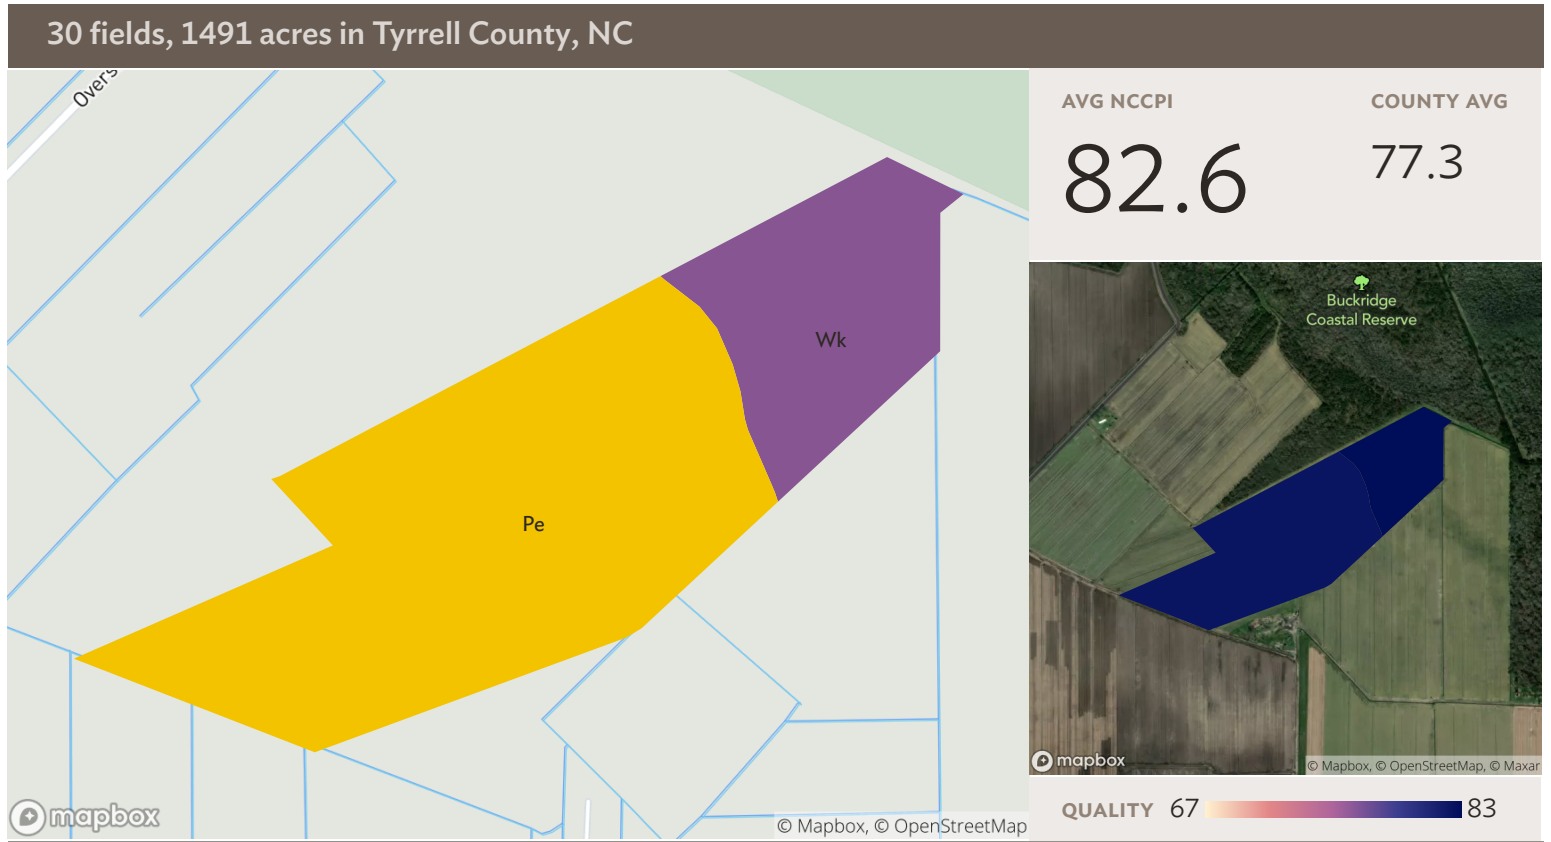 30 fields, 1491 acres in Tyrrell County, NC
Overs
Wk
Pe
mapbox
© Mapbox, © OpenStreetMap
AVG NCCPI
COUNTY AVG
82.6
77.3
Buckridge
Coastal Reserve
mapbox
© Mapbox, © OpenStreetMap, © Maxar
QUALITY 67 83